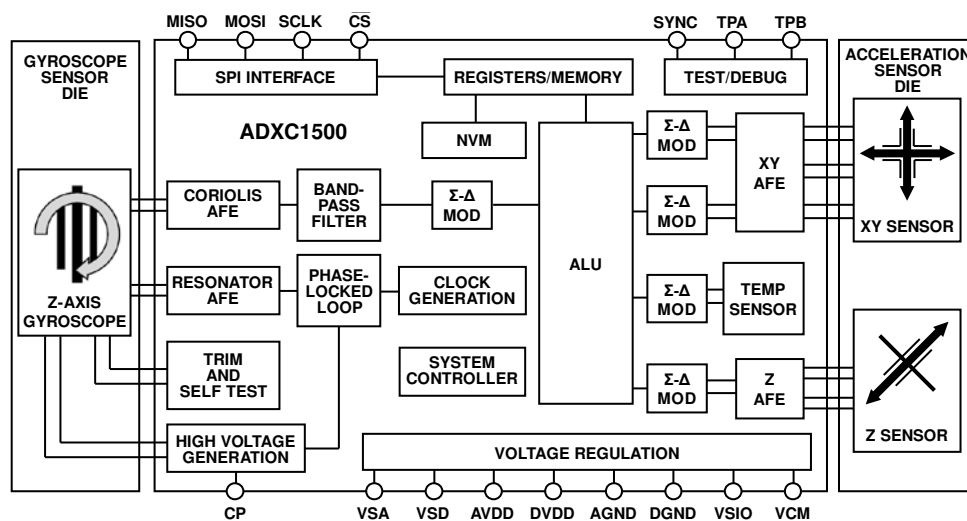 MISO MOSI SCLK CS SYNC TPA TPB
GYROSCOPE
SENSOR
DIE
SPI INTERFACE
REGISTERS/MEMORY
TEST/DEBUG
ACCELERATION
SENSOR
DIE
ADXC1500
NVM
Σ-Δ
MOD
XY
AFE
XY SENSOR
CORIOLIS
AFE
BAND-
PASS
FILTER
Σ-Δ
MOD
ALU
Σ-Δ
MOD
Z-AXIS
GYROSCOPE
RESONATOR
AFE
PHASE-
LOCKED
LOOP
CLOCK
GENERATION
Σ-Δ
MOD
TEMP
SENSOR
TRIM
AND
SELF TEST
SYSTEM
CONTROLLER
Σ-Δ
MOD
Z
AFE
Z SENSOR
HIGH VOLTAGE
GENERATION
VOLTAGE REGULATION
CP VSA VSD AVDD DVDD AGND DGND VSIO VCM